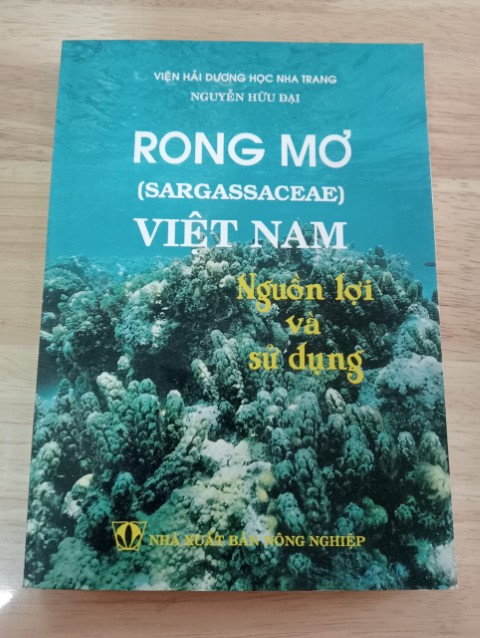 VIỆN HẢI DƯƠNG HỌC NHA TRANG
NGUYỄN HỮU ĐẠI
RONG MƠ
(SARGASSACEAE)
VIỆT NAM
Nguồn lợi
và
sử dụng
NHÀ XUẤT BẢN NÔNG NGHIỆP